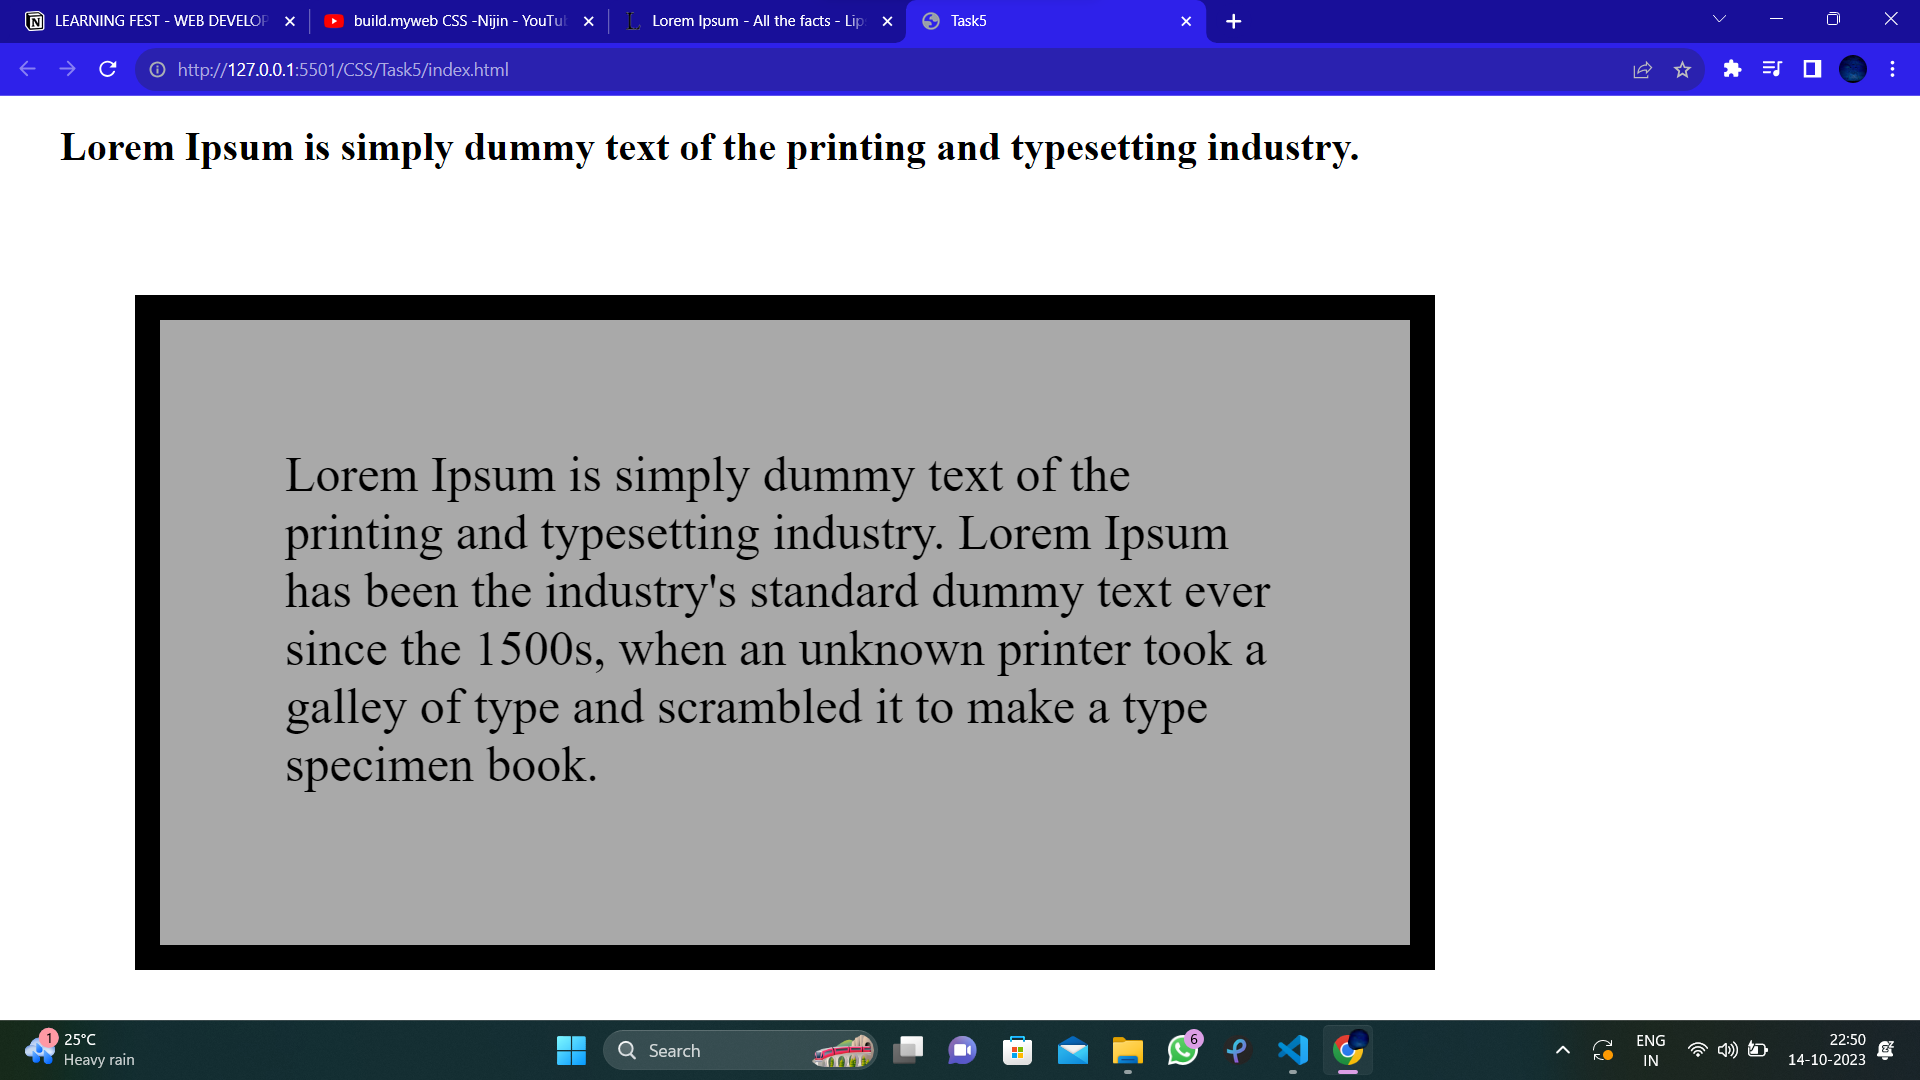 LEARNING FEST - WEB DEVELOP
build.myweb CSS -Nijin - YouTu
Lorem Ipsum - All the facts - Lip
Task5
http://127.0.0.1:5501/CSS/Task5/index.html
Lorem Ipsum is simply dummy text of the printing and typesetting industry.
Lorem Ipsum is simply dummy text of the
printing and typesetting industry. Lorem Ipsum
has been the industry's standard dummy text ever
since the 1500s, when an unknown printer took a
galley of type and scrambled it to make a type
specimen book.
1
25°C
Heavy rain
Search
6
ENG
IN
22:50
14-10-2023